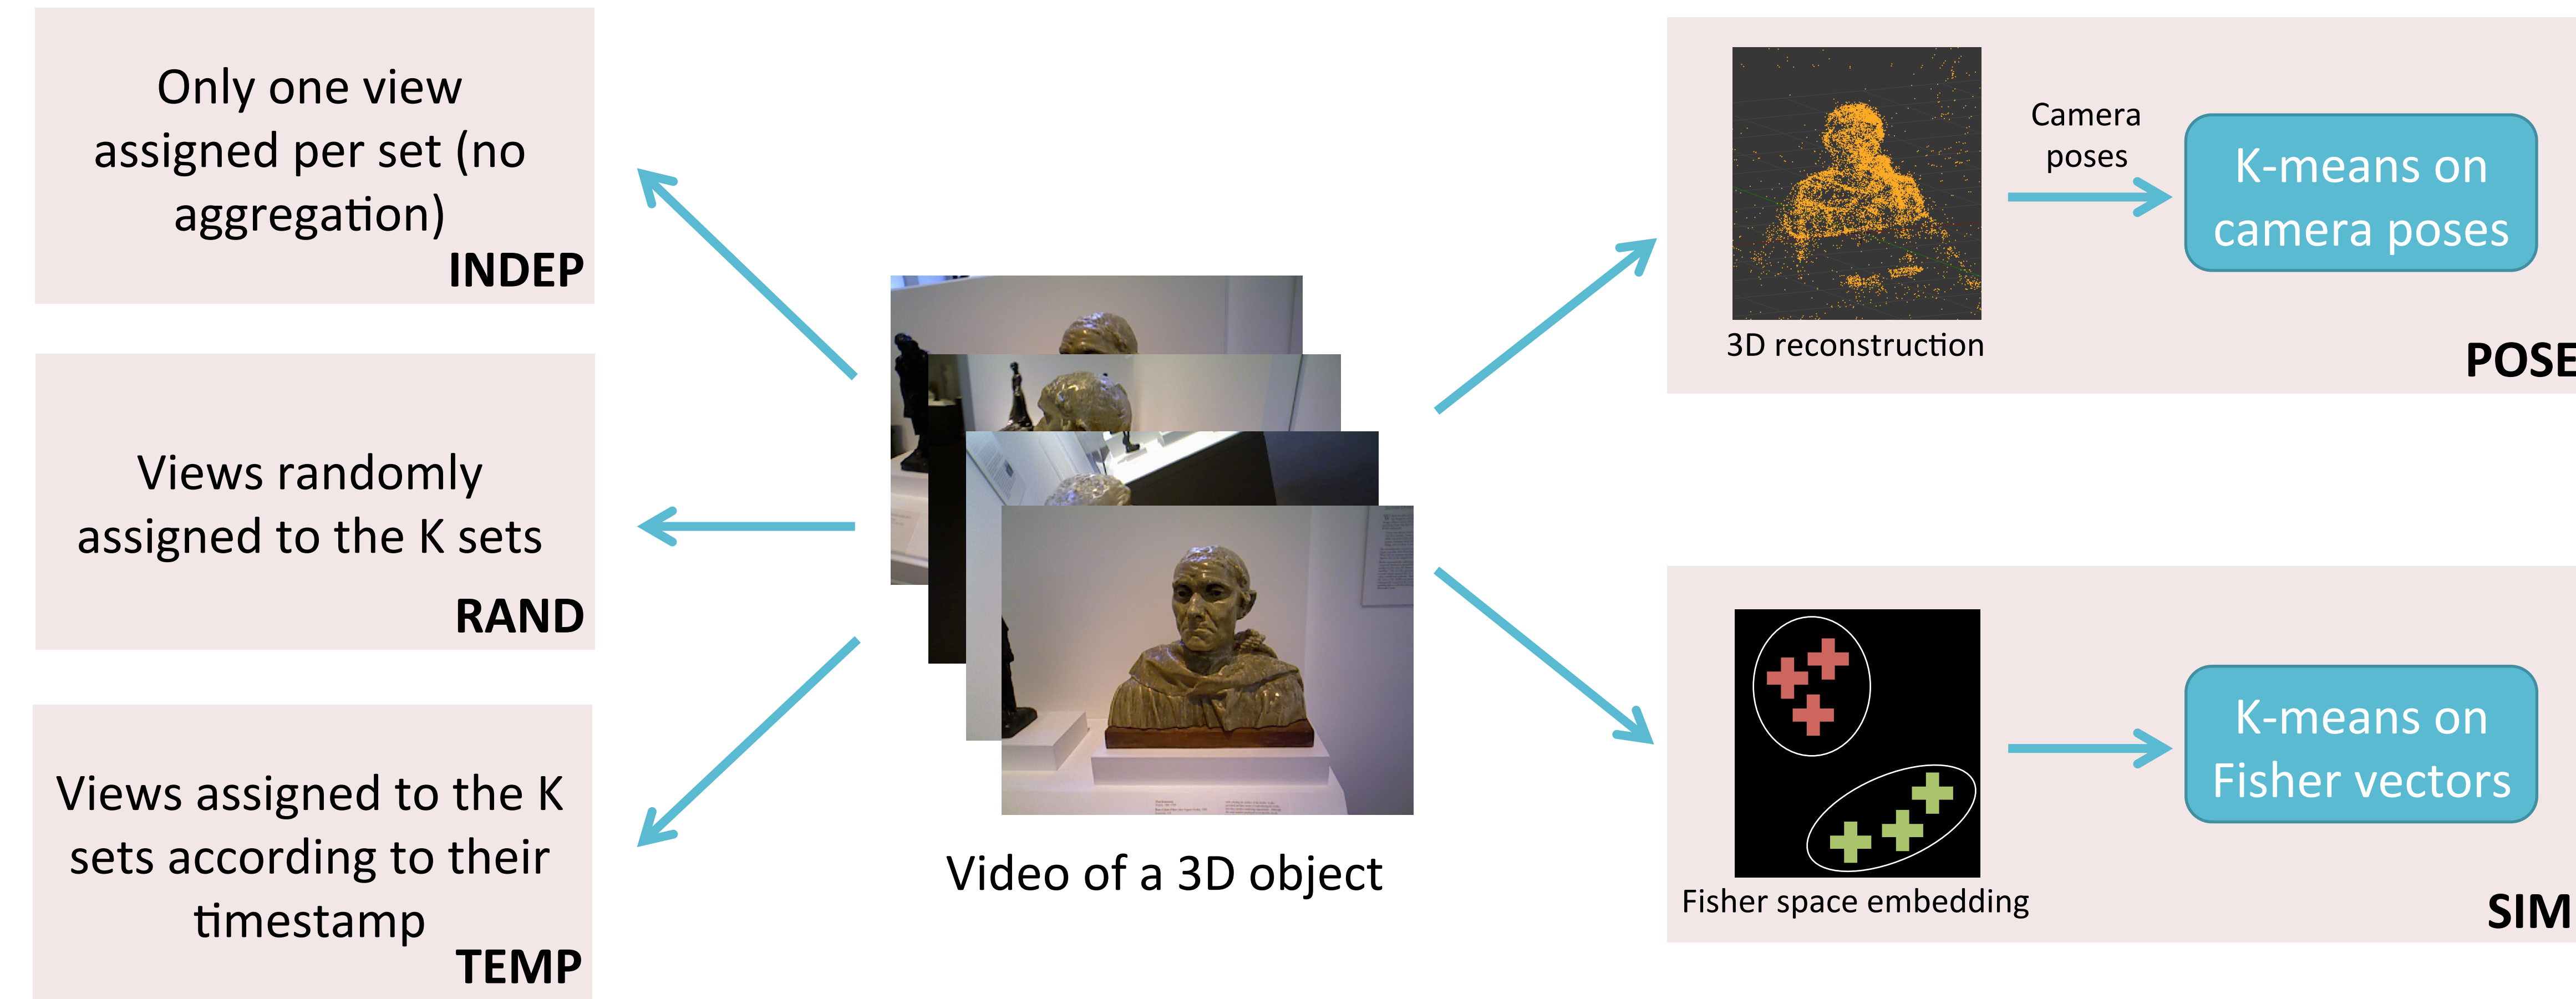 Only one view
assigned per set (no
aggregation)
INDEP
Views randomly
assigned to the K sets
RAND
Views assigned to the K
sets according to their
timestamp
TEMP
Video of a 3D object
3D reconstruction
Camera
poses
K-means on
camera poses
POSE
Fisher space embedding
K-means on
Fisher vectors
SIM